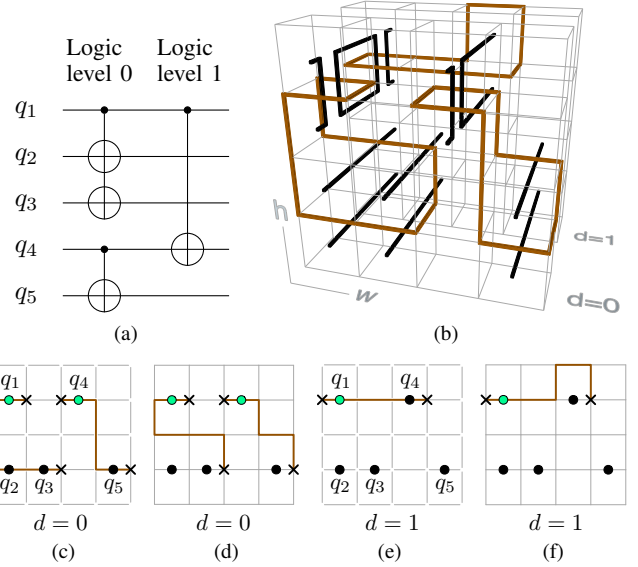 Logic
level 0
Logic
level 1
q1
q2
q3
q4
q5
(a)
h
w
d=1
d=0
(b)
q1
q4
q2
q3
q5
d = 0
(c)
d = 0
(d)
q1
q4
q2
q3
q5
d = 1
(e)
d = 1
(f)